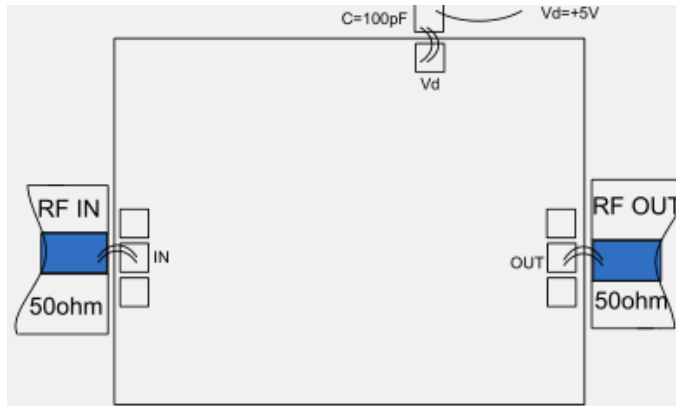 C=100pF
Vd=+5V
Vd
RF IN
RF OUT
IN
OUT
50ohm
50ohm